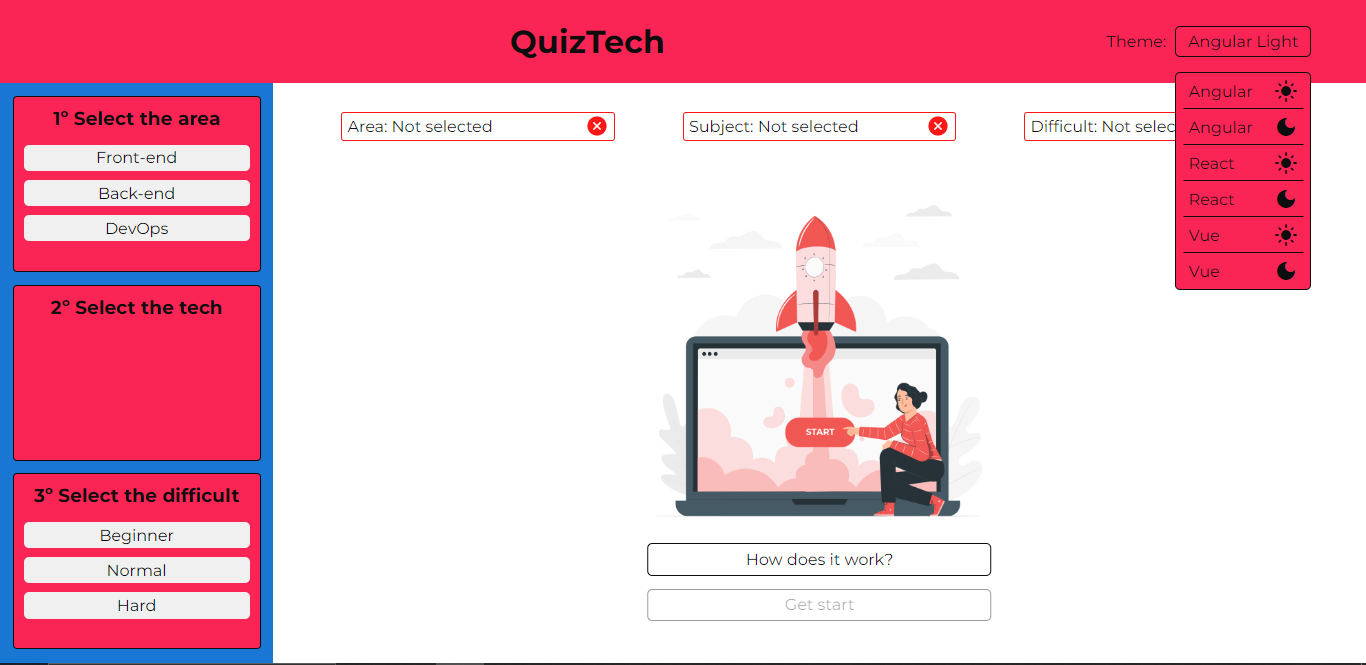 QuizTech
Theme: Angular Light
Angular
Angular
React
React
Vue
Vue
1º Select the area
Front-end
Back-end
DevOps
2º Select the tech
3º Select the difficult
Beginner
Normal
Hard
Area: Not selected
Subject: Not selected
Difficult: Not selec
START
How does it work?
Get start